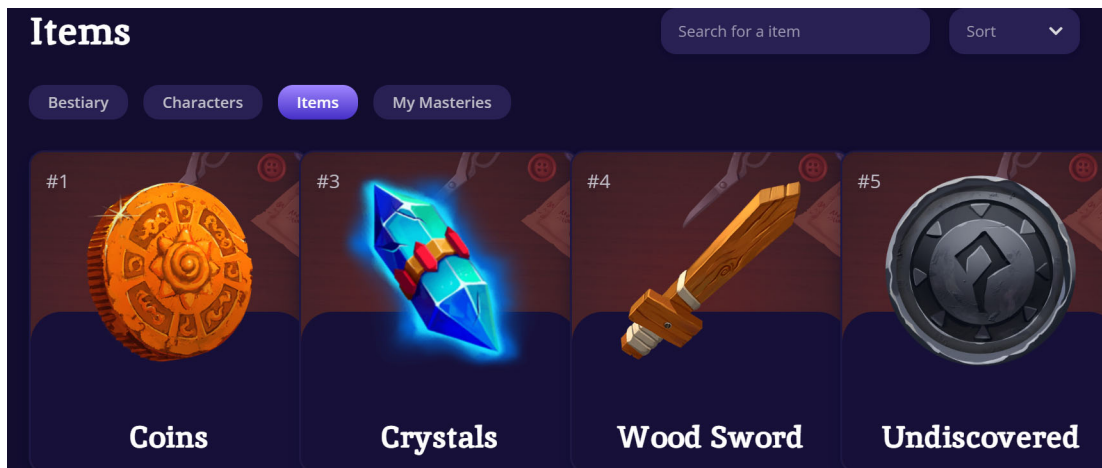 Items
Search for a item
Sort
Bestiary
Characters
Items
My Masteries
#1
#3
#4
#5
Coins
Crystals
Wood Sword
Undiscovered